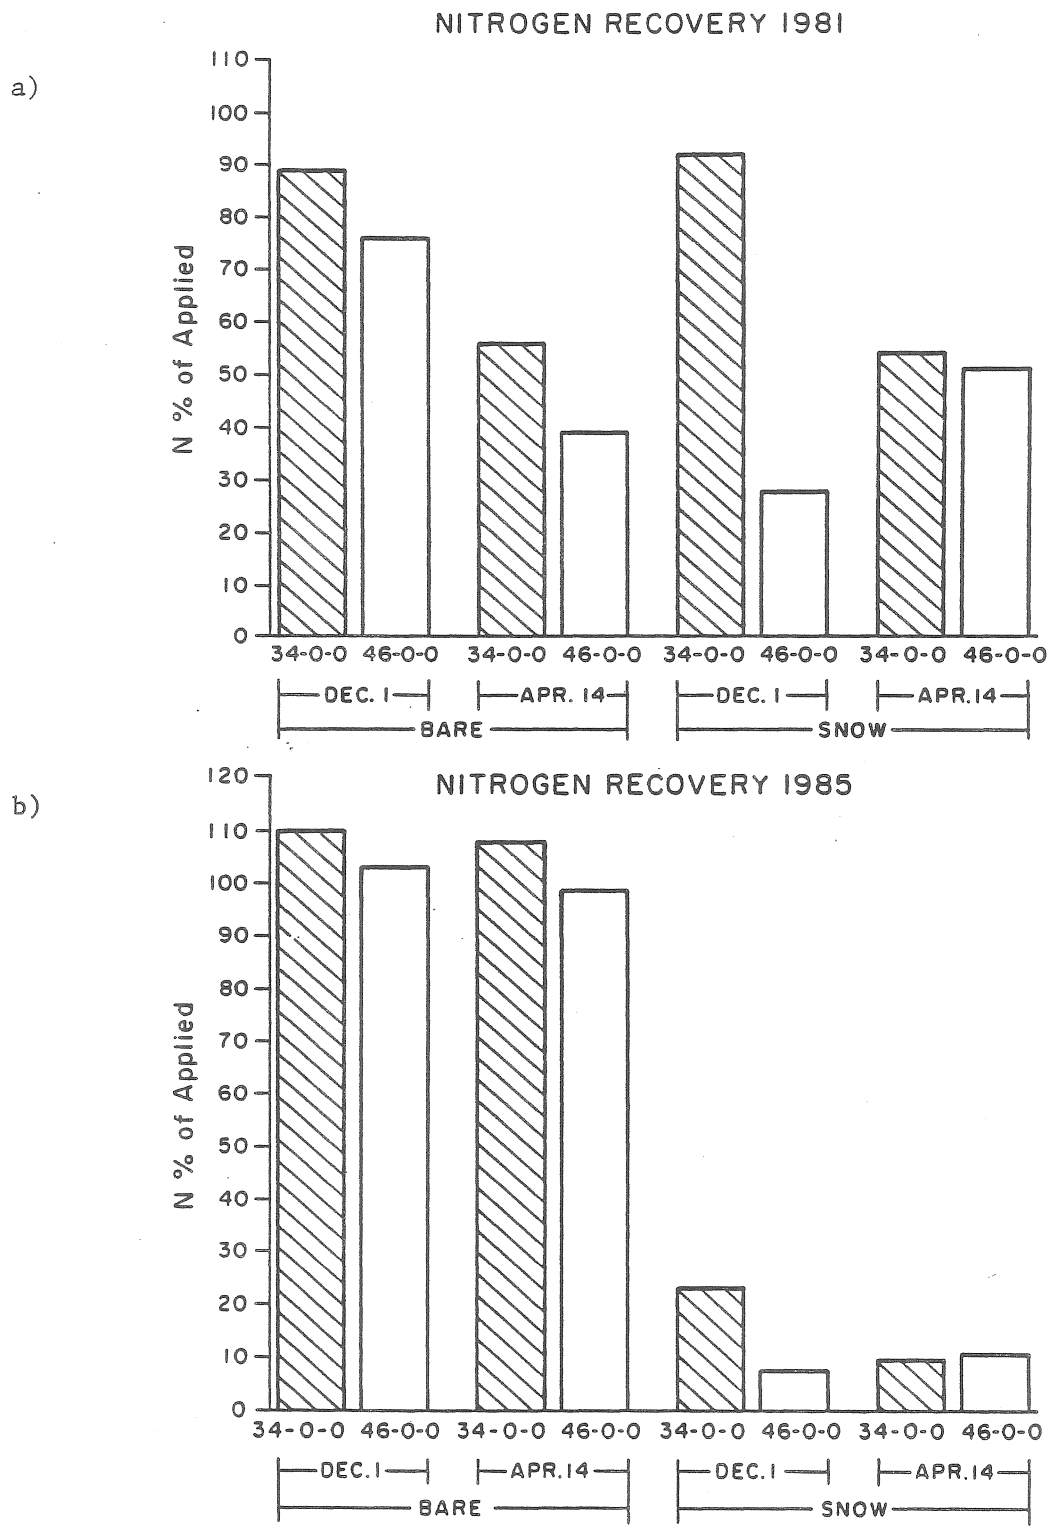 NITROGEN RECOVERY 1981
a)
110
100
90
80
70
60
50
40
30
20
10
0
N % of Applied
34-0-0 46-0-0 34-0-0 46-0-0 34-0-0 46-0-0 34-0-0 46-0-0
DEC. 1 APR. 14 DEC. 1 APR. 14
BARE SNOW
b)
NITROGEN RECOVERY 1985
120
110
100
90
80
70
60
50
40
30
20
10
0
N % of Applied
34-0-0 46-0-0 34-0-0 46-0-0 34-0-0 46-0-0 34-0-0 46-0-0
DEC. 1 APR. 14 DEC. 1 APR. 14
BARE SNOW